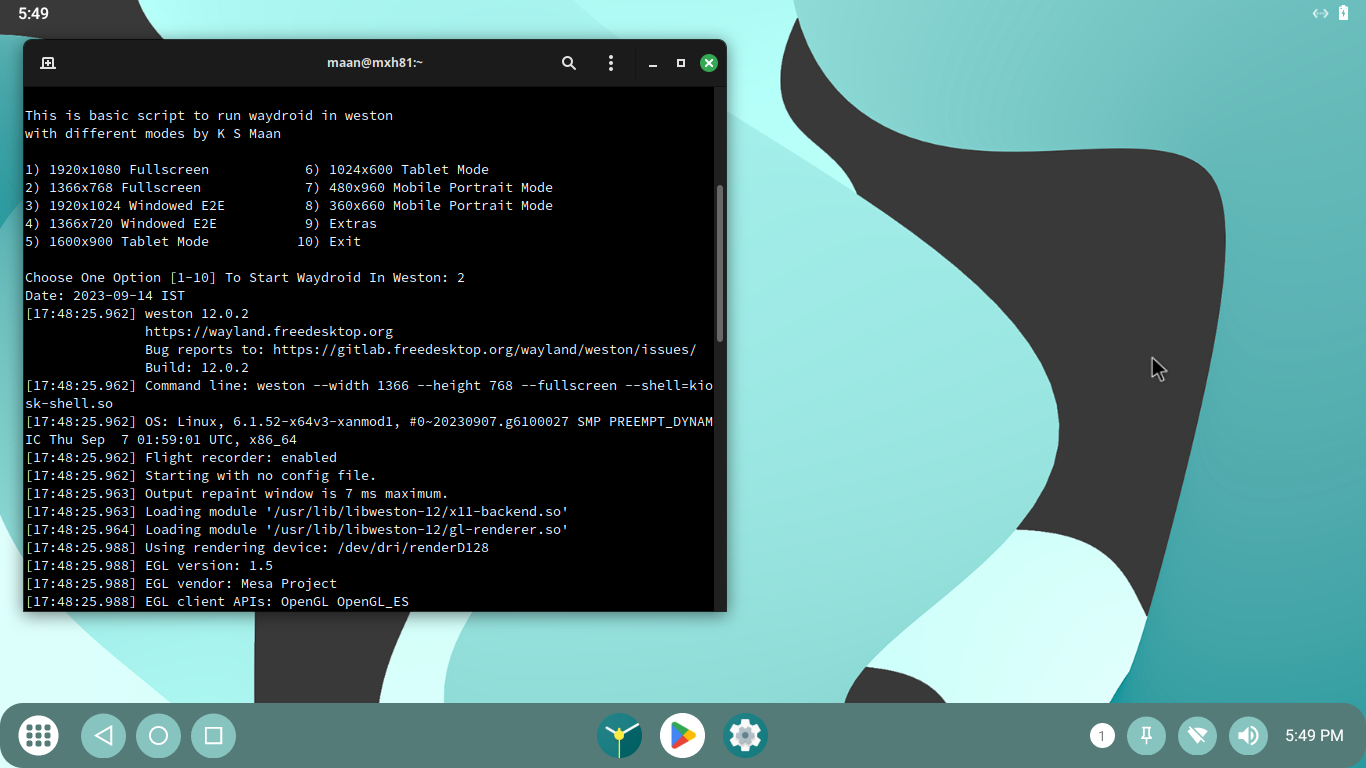 5:49
maan@mxh81:~
This is basic script to run waydroid in weston
with different modes by K S Maan
1) 1920x1080 Fullscreen            6) 1024x600 Tablet Mode
2) 1366x768 Fullscreen             7) 480x960 Mobile Portrait Mode
3) 1920x1024 Windowed E2E          8) 360x660 Mobile Portrait Mode
4) 1366x720 Windowed E2E           9) Extras
5) 1600x900 Tablet Mode           10) Exit
Choose One Option [1-10] To Start Waydroid In Weston: 2
Date: 2023-09-14 IST
[17:48:25.962] weston 12.0.2
https://wayland.freedesktop.org
Bug reports to: https://gitlab.freedesktop.org/wayland/weston/issues/
Build: 12.0.2
[17:48:25.962] Command line: weston --width 1366 --height 768 --fullscreen --shell=kio
sk-shell.so
[17:48:25.962] OS: Linux, 6.1.52-x64v3-xanmod1, #0~20230907.g6100027 SMP PREEMPT_DYNAM
IC Thu Sep  7 01:59:01 UTC, x86_64
[17:48:25.962] Flight recorder: enabled
[17:48:25.962] Starting with no config file.
[17:48:25.963] Output repaint window is 7 ms maximum.
[17:48:25.963] Loading module '/usr/lib/libweston-12/x11-backend.so'
[17:48:25.964] Loading module '/usr/lib/libweston-12/gl-renderer.so'
[17:48:25.988] Using rendering device: /dev/dri/renderD128
[17:48:25.988] EGL version: 1.5
[17:48:25.988] EGL vendor: Mesa Project
[17:48:25.988] EGL client APIs: OpenGL OpenGL_ES
1
5:49 PM